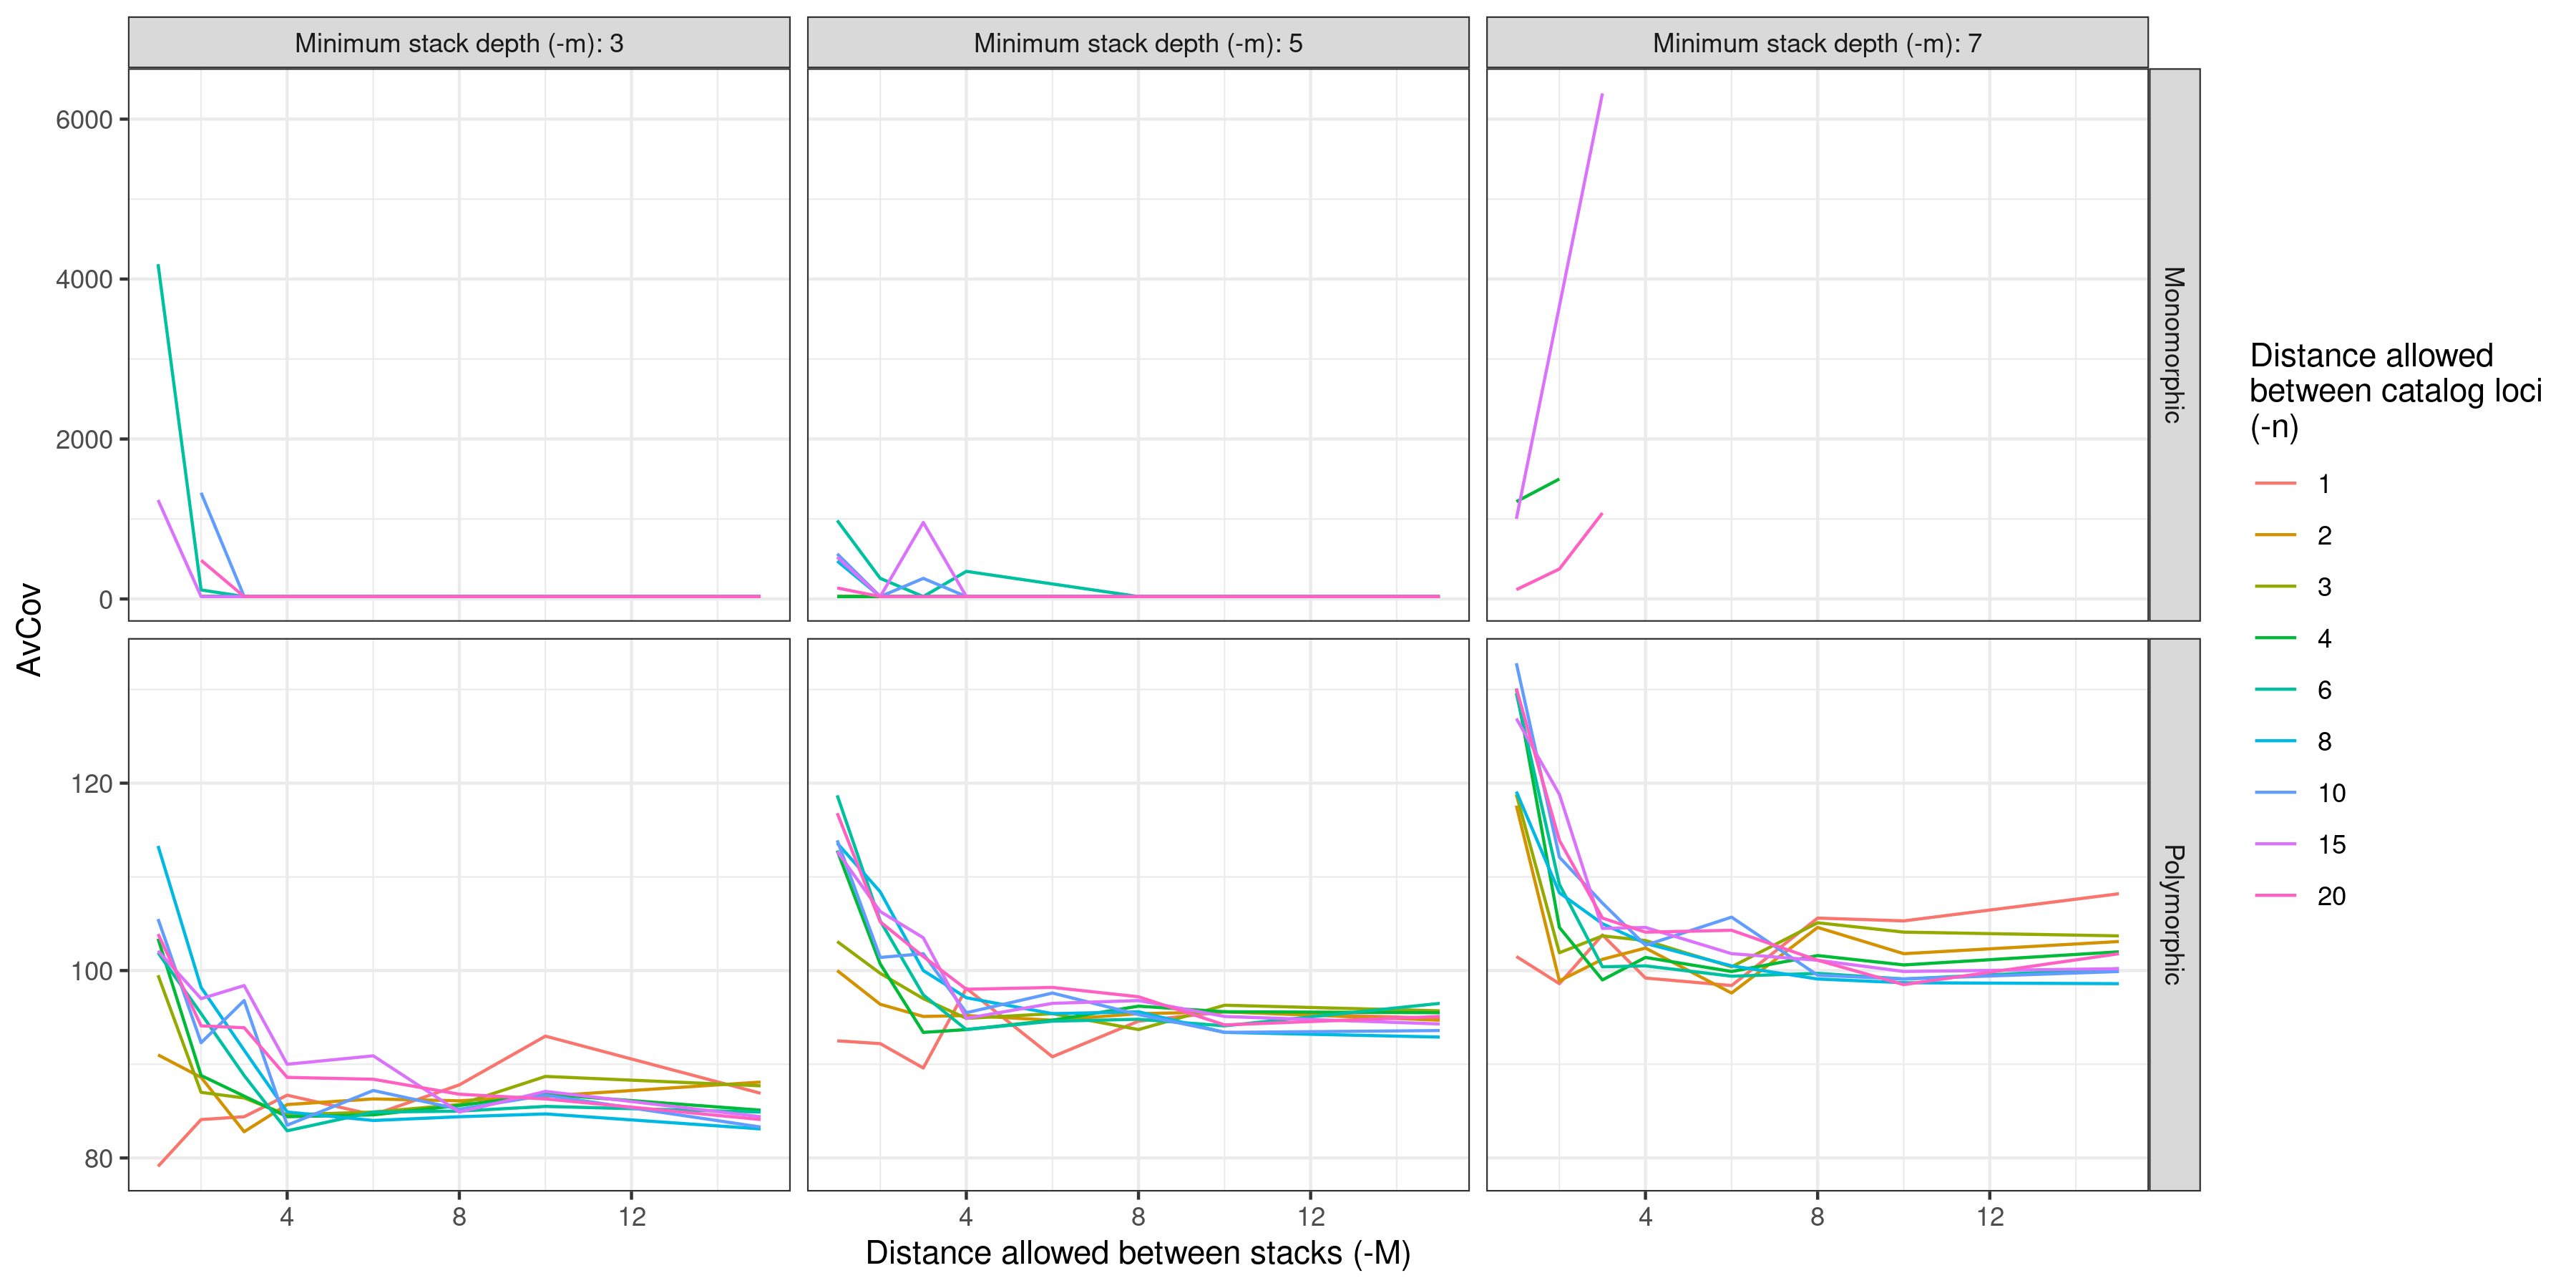 Minimum stack depth (-m): 3
Minimum stack depth (-m): 5
Minimum stack depth (-m): 7
6000
4000
2000
0
Monomorphic
120
100
80
Polymorphic
AvCov
4
8
12
4
8
12
4
8
12
Distance allowed between stacks (-M)
Distance allowed
between catalog loci
(-n)
1
2
3
4
6
8
10
15
20